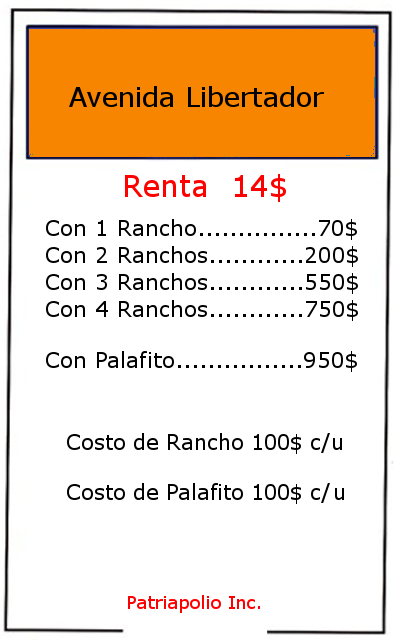 Avenida Libertador
Renta 14$
Con 1 Rancho...............70$
Con 2 Ranchos............200$
Con 3 Ranchos............550$
Con 4 Ranchos............750$
Con Palafito................950$
Costo de Rancho 100$ c/u
Costo de Palafito 100$ c/u
Patriapolio Inc.